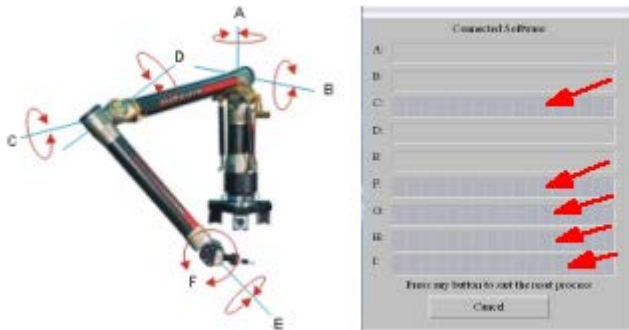 A
D
B
C
F
E
Connected Software
A:
B:
C:
D:
E:
F:
G:
H:
I:
Press any button to exit the reset process
Cancel